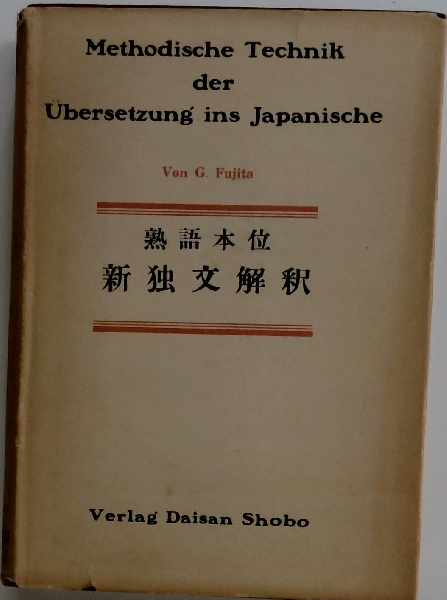 Methodische Technik
der
Übersetzung ins Japanische
Von G. Fujita
熟語本位
新独文解釈
Verlag Daisan Shobo